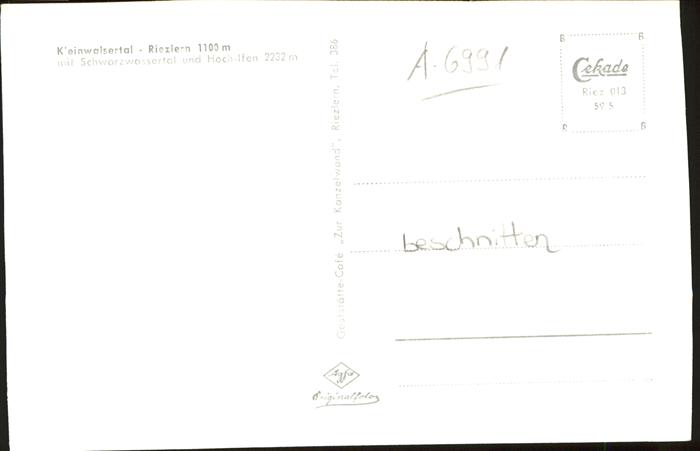 Kleinwalsertal - Riezlern 1100 m
mit Schwarzwassertal und Hoch-Ifen 2232 m
A-6991
Cekade
Riez 013
59 5
Gaststätte-Café „Zur Kanzelwand", Riezlern, Tel. 386
beschnitten
Agfa
Originalfoto